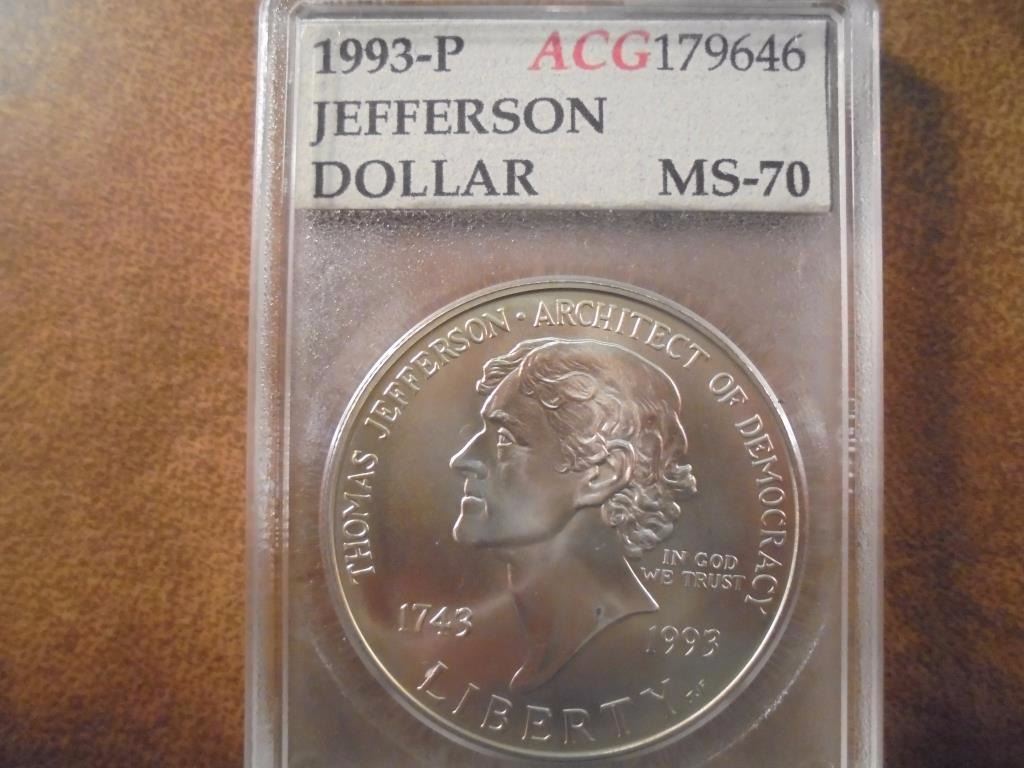 1993-P ACG179646
JEFFERSON
DOLLAR MS-70
THOMAS JEFFERSON · ARCHITECT OF DEMOCRACY
IN GOD
WE TRUST
1743
1993
LIBERTY